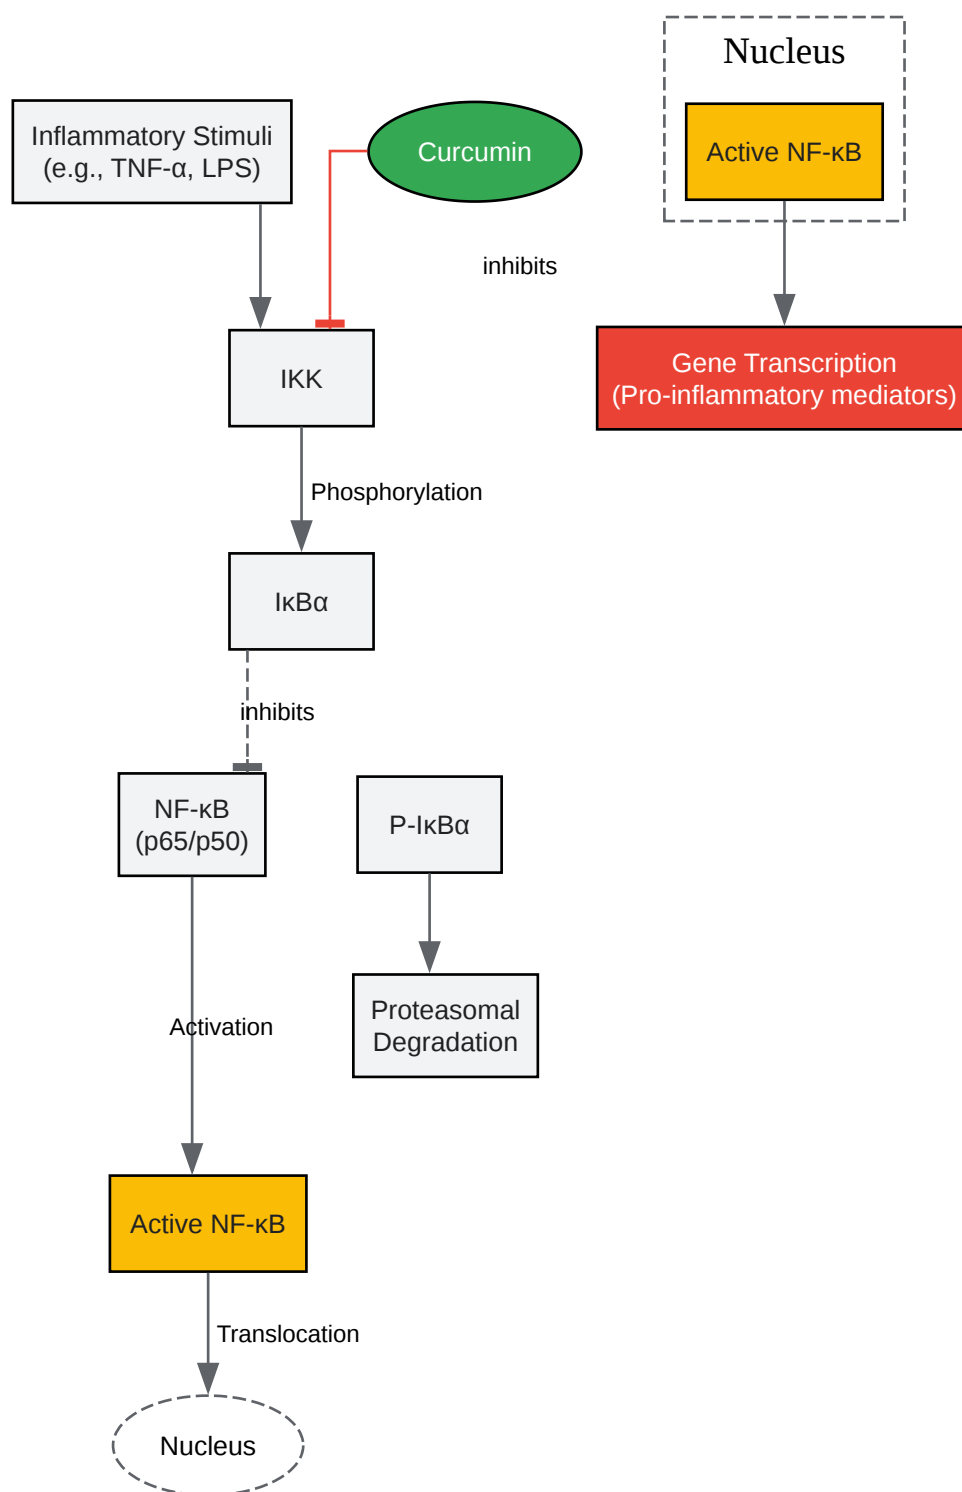 Nucleus
Inflammatory Stimuli
(e.g., TNF-α, LPS)
Curcumin
Active NF-κB
inhibits
Gene Transcription
(Pro-inflammatory mediators)
IKK
Phosphorylation
IκBα
inhibits
NF-κB
(p65/p50)
P-IκBα
Proteasomal
Degradation
Activation
Active NF-κB
Translocation
Nucleus